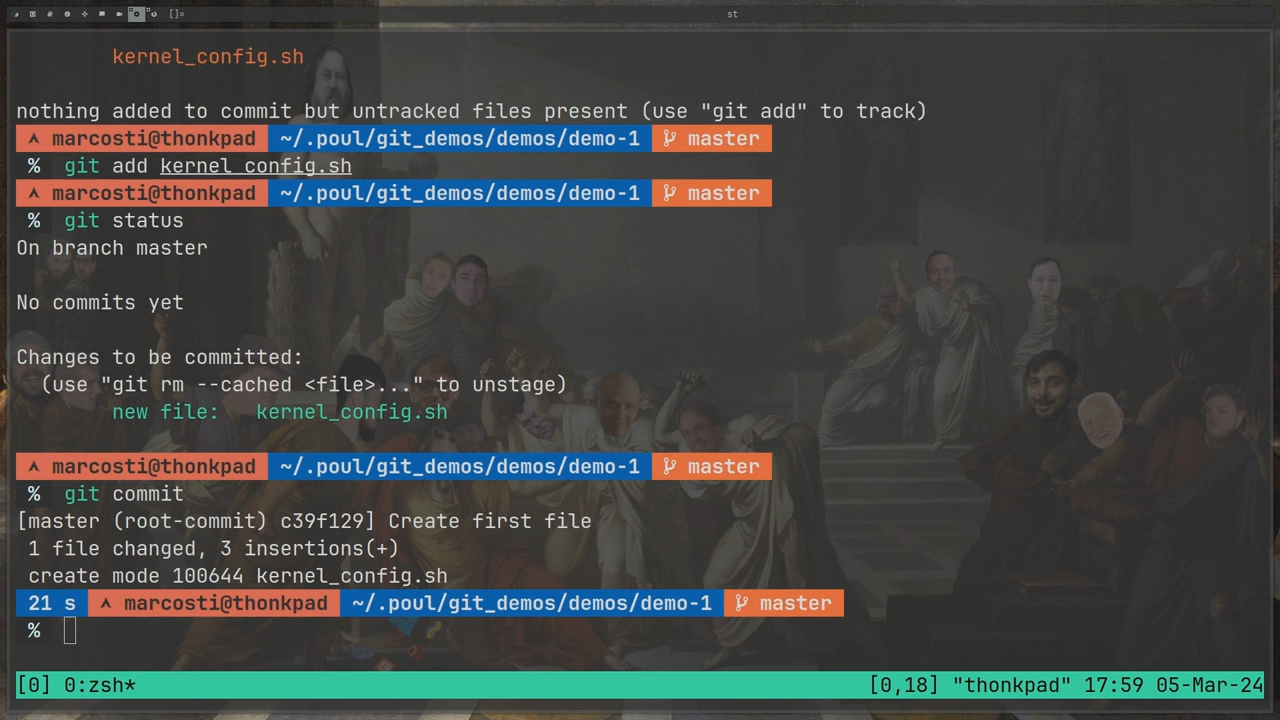 []= st
kernel_config.sh
nothing added to commit but untracked files present (use "git add" to track)
marcosti@thonkpad ~/.poul/git_demos/demos/demo-1 master
% git add kernel_config.sh
marcosti@thonkpad ~/.poul/git_demos/demos/demo-1 master
% git status
On branch master
No commits yet
Changes to be committed:
(use "git rm --cached <file>..." to unstage)
new file: kernel_config.sh
marcosti@thonkpad ~/.poul/git_demos/demos/demo-1 master
% git commit
[master (root-commit) c39f129] Create first file
1 file changed, 3 insertions(+)
create mode 100644 kernel_config.sh
21 s marcosti@thonkpad ~/.poul/git_demos/demos/demo-1 master
%
[0] 0:zsh* [0,18] "thonkpad" 17:59 05-Mar-24